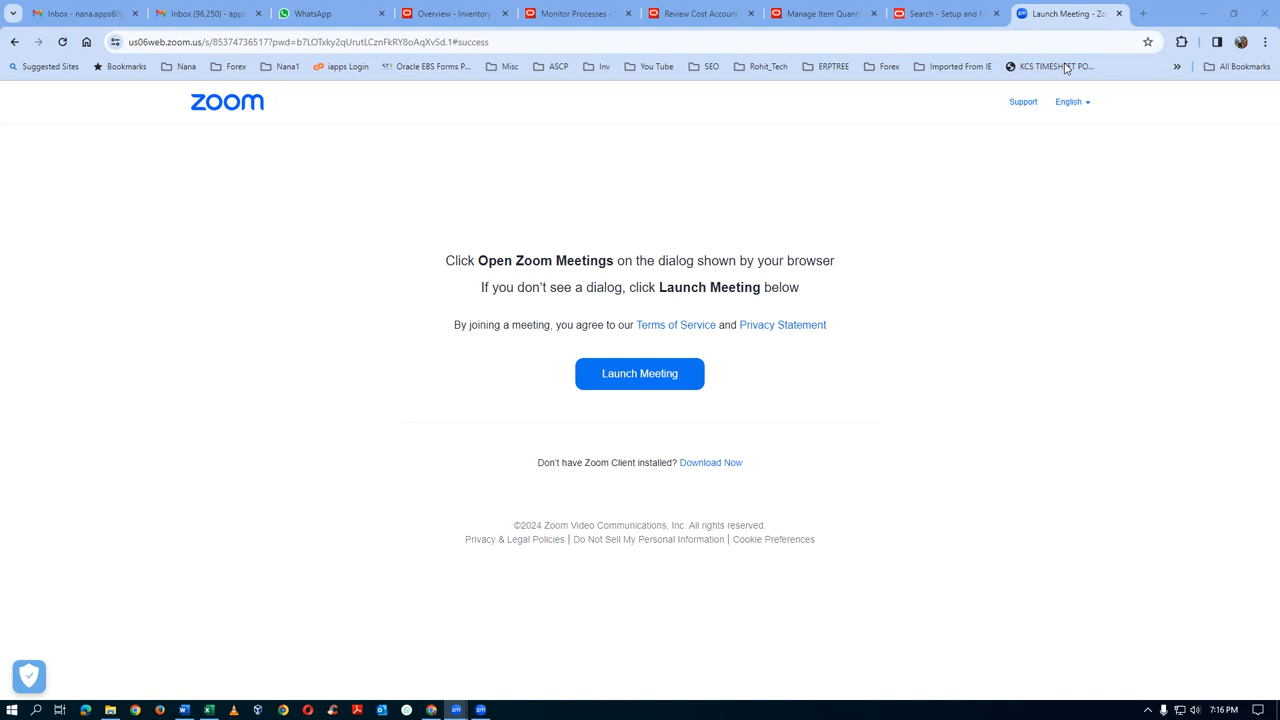 Inbox - nana.apps60@
Inbox (96,250) - apps
WhatsApp
Overview - Inventory
Monitor Processes -
Review Cost Account
Manage Item Quant
Search - Setup and M
Launch Meeting - Zo
us06web.zoom.us/s/85374736517?pwd=b7LOTxky2qUrutLCznFkRY8oAqXvSd.1#success
Suggested Sites
Bookmarks
Nana
Forex
Nana1
iapps Login
Oracle EBS Forms P...
Misc
ASCP
Inv
You Tube
SEO
Rohit_Tech
ERPTREE
Forex
Imported From IE
KCS TIMESHEET PO...
»
All Bookmarks
zoom
Support
English
Click Open Zoom Meetings on the dialog shown by your browser
If you don't see a dialog, click Launch Meeting below
By joining a meeting, you agree to our Terms of Service and Privacy Statement
Launch Meeting
Don't have Zoom Client installed? Download Now
©2024 Zoom Video Communications, Inc. All rights reserved.
Privacy & Legal Policies | Do Not Sell My Personal Information | Cookie Preferences
7:16 PM